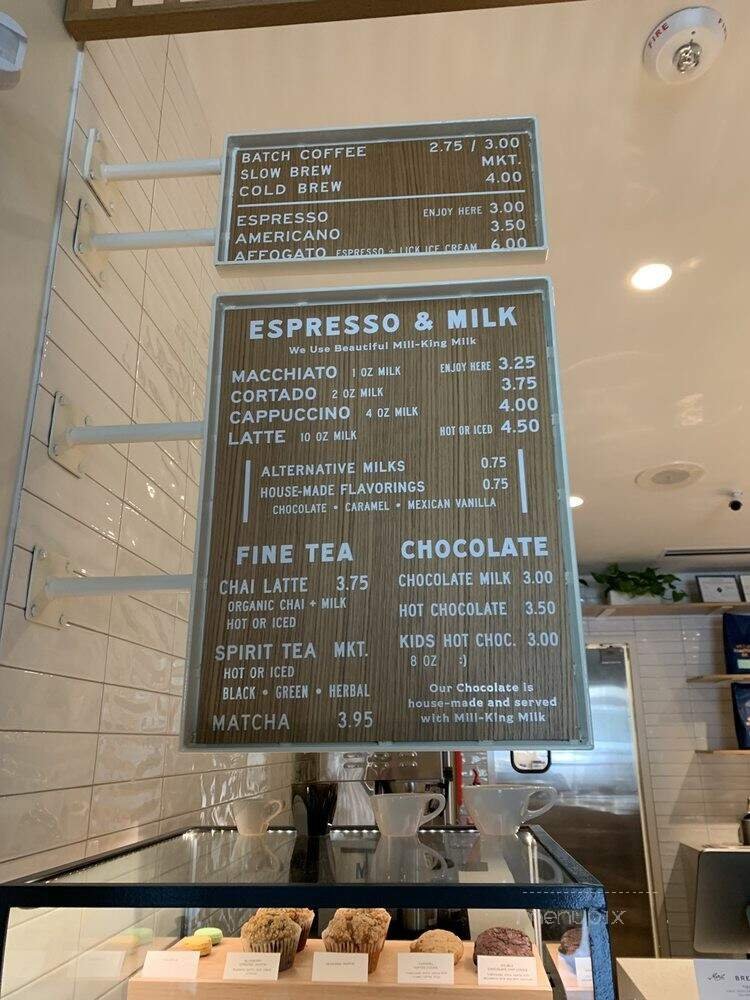 FIRE
BATCH COFFEE 2.75 / 3.00
SLOW BREW MKT.
COLD BREW 4.00
ESPRESSO ENJOY HERE 3.00
AMERICANO 3.50
AFFOGATO ESPRESSO + LICK ICE CREAM 6.00
ESPRESSO & MILK
We Use Beautiful Mill-King Milk
MACCHIATO 1 OZ MILK ENJOY HERE 3.25
CORTADO 2 OZ MILK 3.75
CAPPUCCINO 4 OZ MILK 4.00
LATTE 10 OZ MILK HOT OR ICED 4.50
ALTERNATIVE MILKS 0.75
HOUSE-MADE FLAVORINGS 0.75
CHOCOLATE • CARAMEL • MEXICAN VANILLA
FINE TEA
CHAI LATTE 3.75
ORGANIC CHAI + MILK
HOT OR ICED
SPIRIT TEA MKT.
HOT OR ICED
BLACK • GREEN • HERBAL
MATCHA 3.95
CHOCOLATE
CHOCOLATE MILK 3.00
HOT CHOCOLATE 3.50
KIDS HOT CHOC. 3.00
8 OZ :)
Our Chocolate is
house-made and served
with Mill-King Milk
menupix